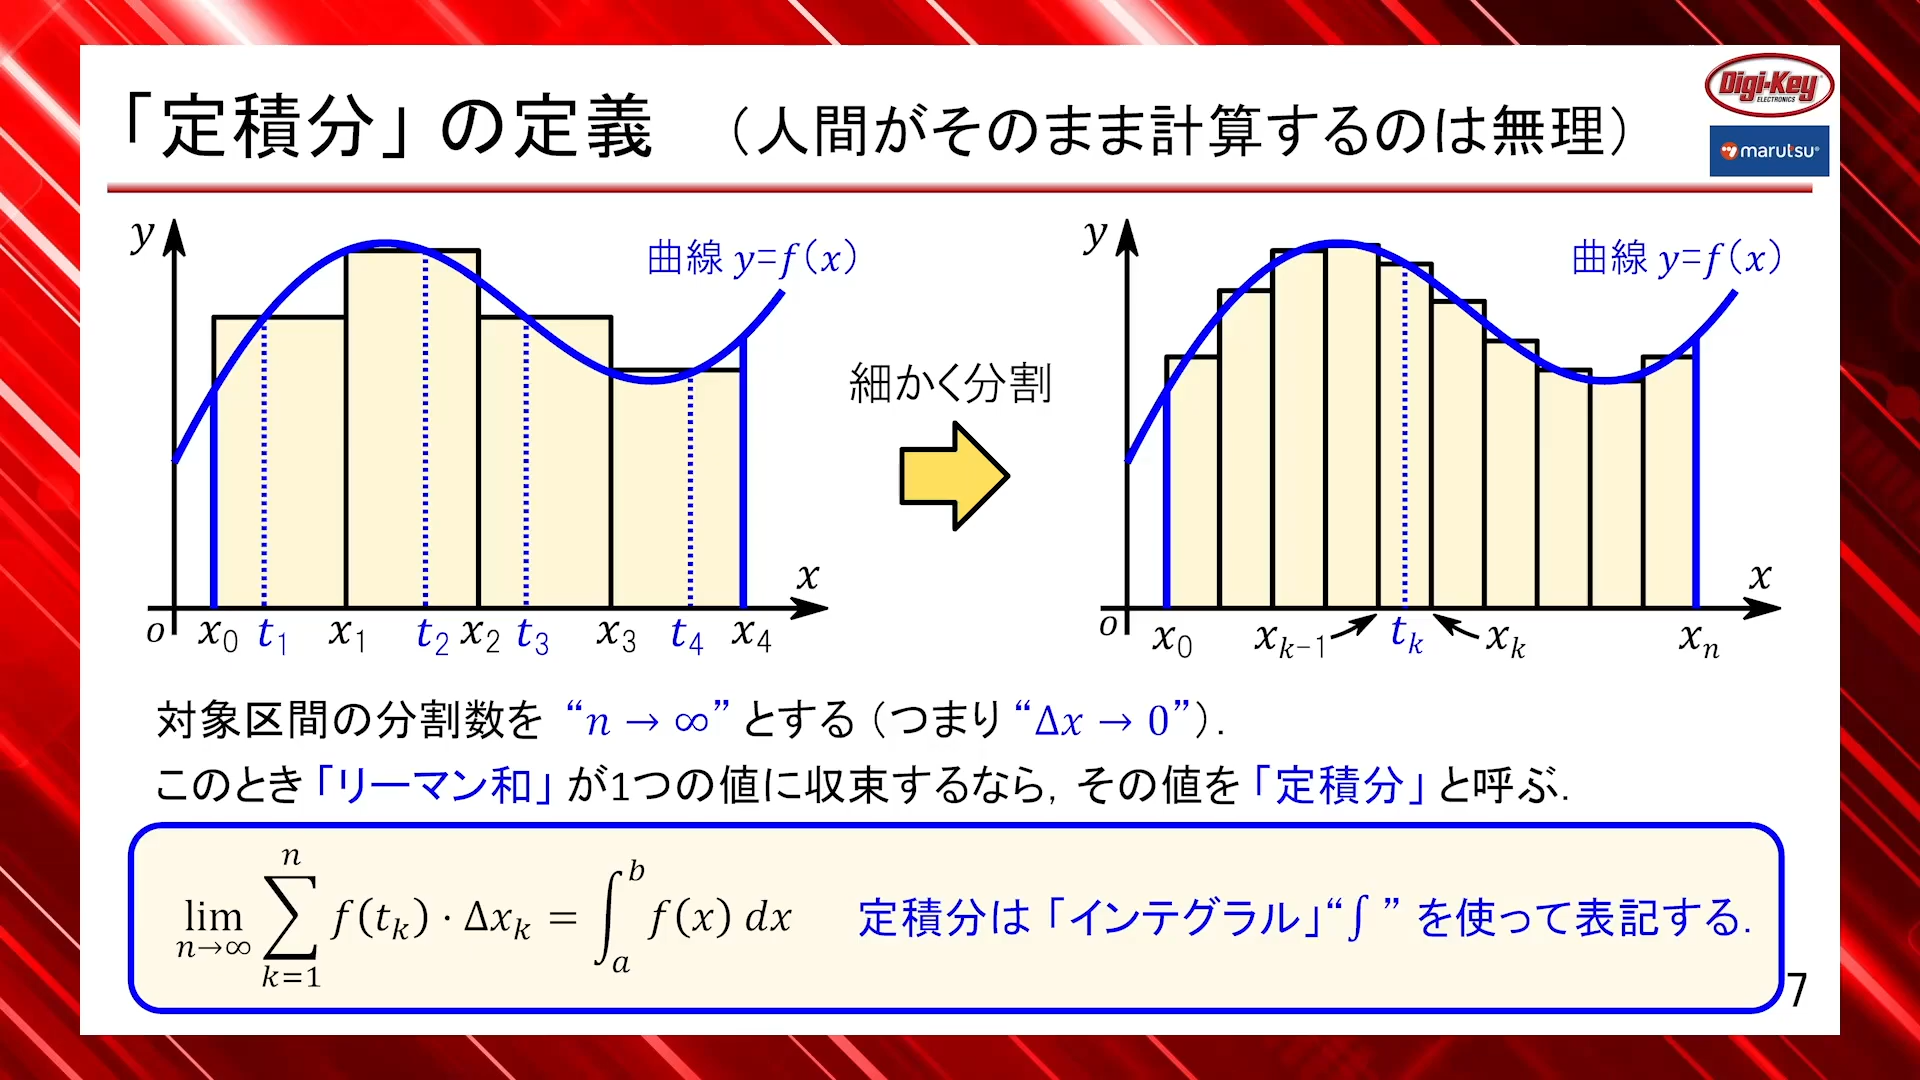 「定積分」の定義 (人間がそのまま計算するのは無理)
Digi-Key
ELECTRONICS
marutsu
y
曲線 y=f(x)
x
o x₀ t₁ x₁ t₂ x₂ t₃ x₃ t₄ x₄
細かく分割
y
曲線 y=f(x)
x
o x₀ xₖ₋₁ tₖ xₖ xₙ
対象区間の分割数を “n → ∞” とする (つまり “Δx → 0”).
このとき「リーマン和」が1つの値に収束するなら, その値を「定積分」と呼ぶ.
lim n→∞ ∑ k=1 n f(tₖ)・Δxₖ = ∫ a b f(x) dx 定積分は「インテグラル」“∫” を使って表記する.
7